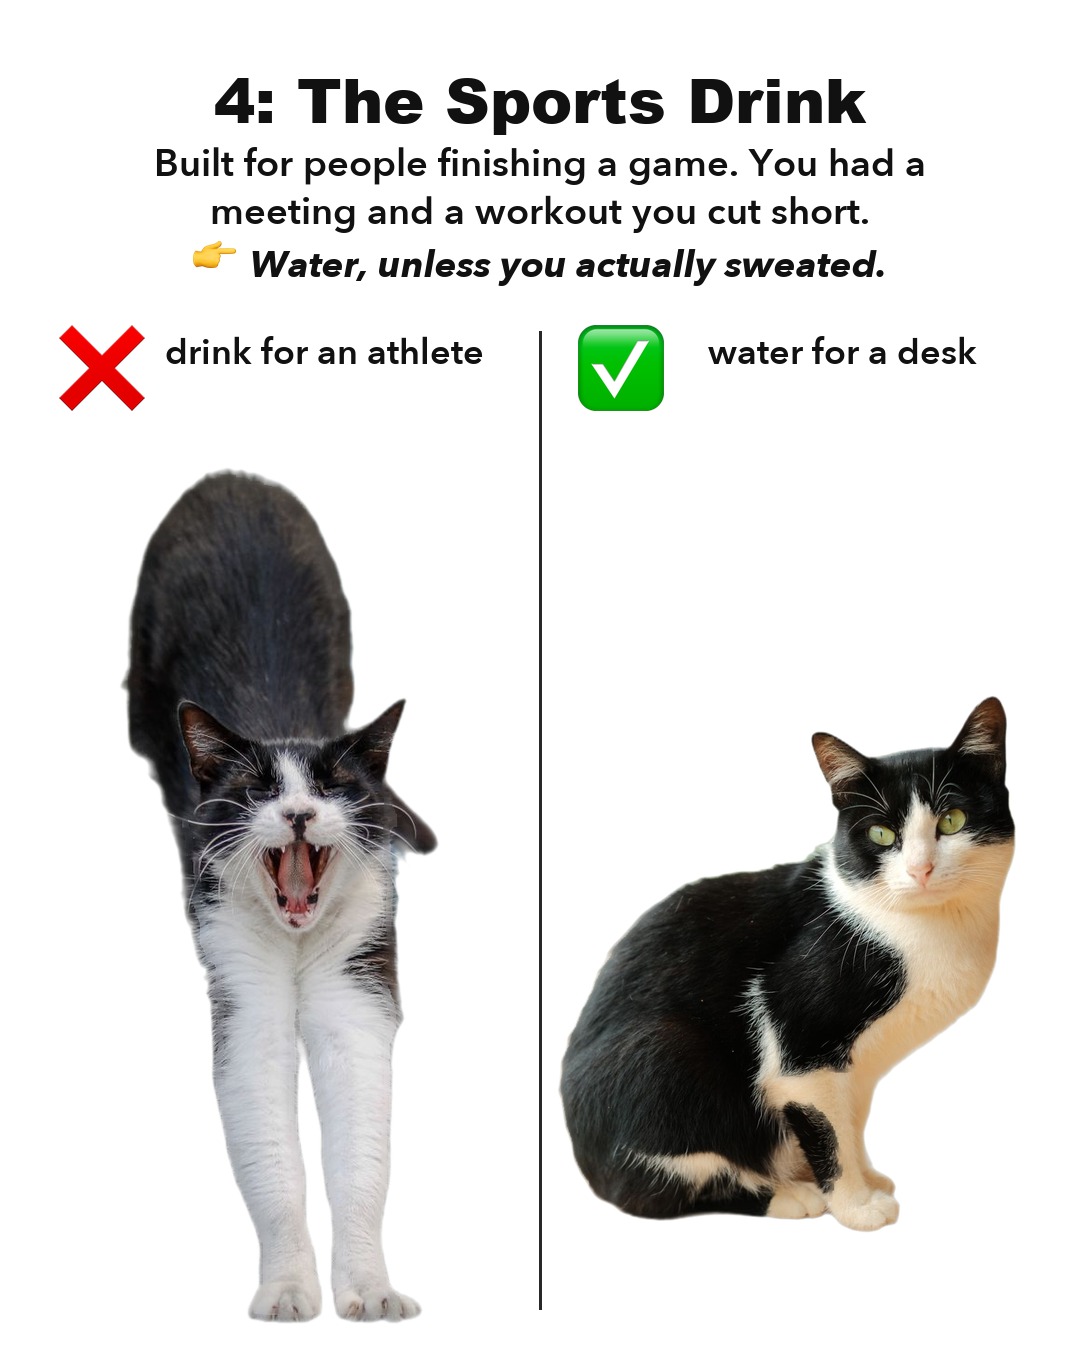 4: The Sports Drink
Built for people finishing a game. You had a
meeting and a workout you cut short.
👉 Water, unless you actually sweated.
❌ drink for an athlete
✅ water for a desk